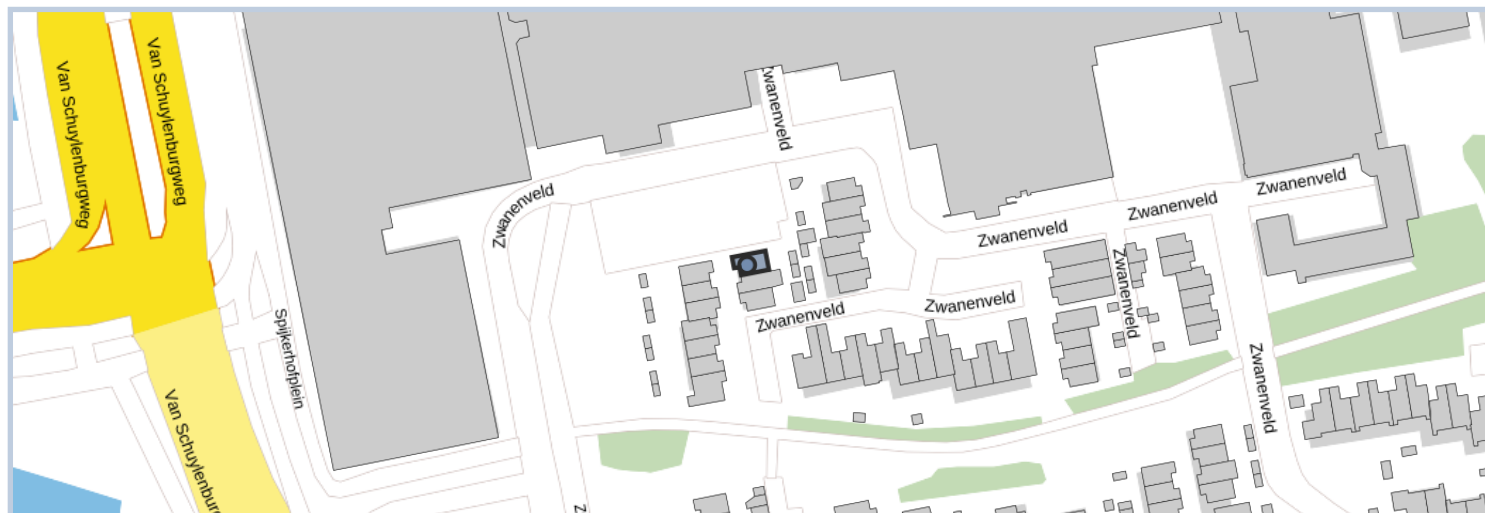 Van Schuylenburgweg
Van Schuylenburgweg
Zwanenveld
Zwanenveld
Zwanenveld
Zwanenveld
Zwanenveld
Zwanenveld
Zwanenveld
Zwanenveld
Spijkerhofplein
Zwanenveld
Van Schuylenbur
Z